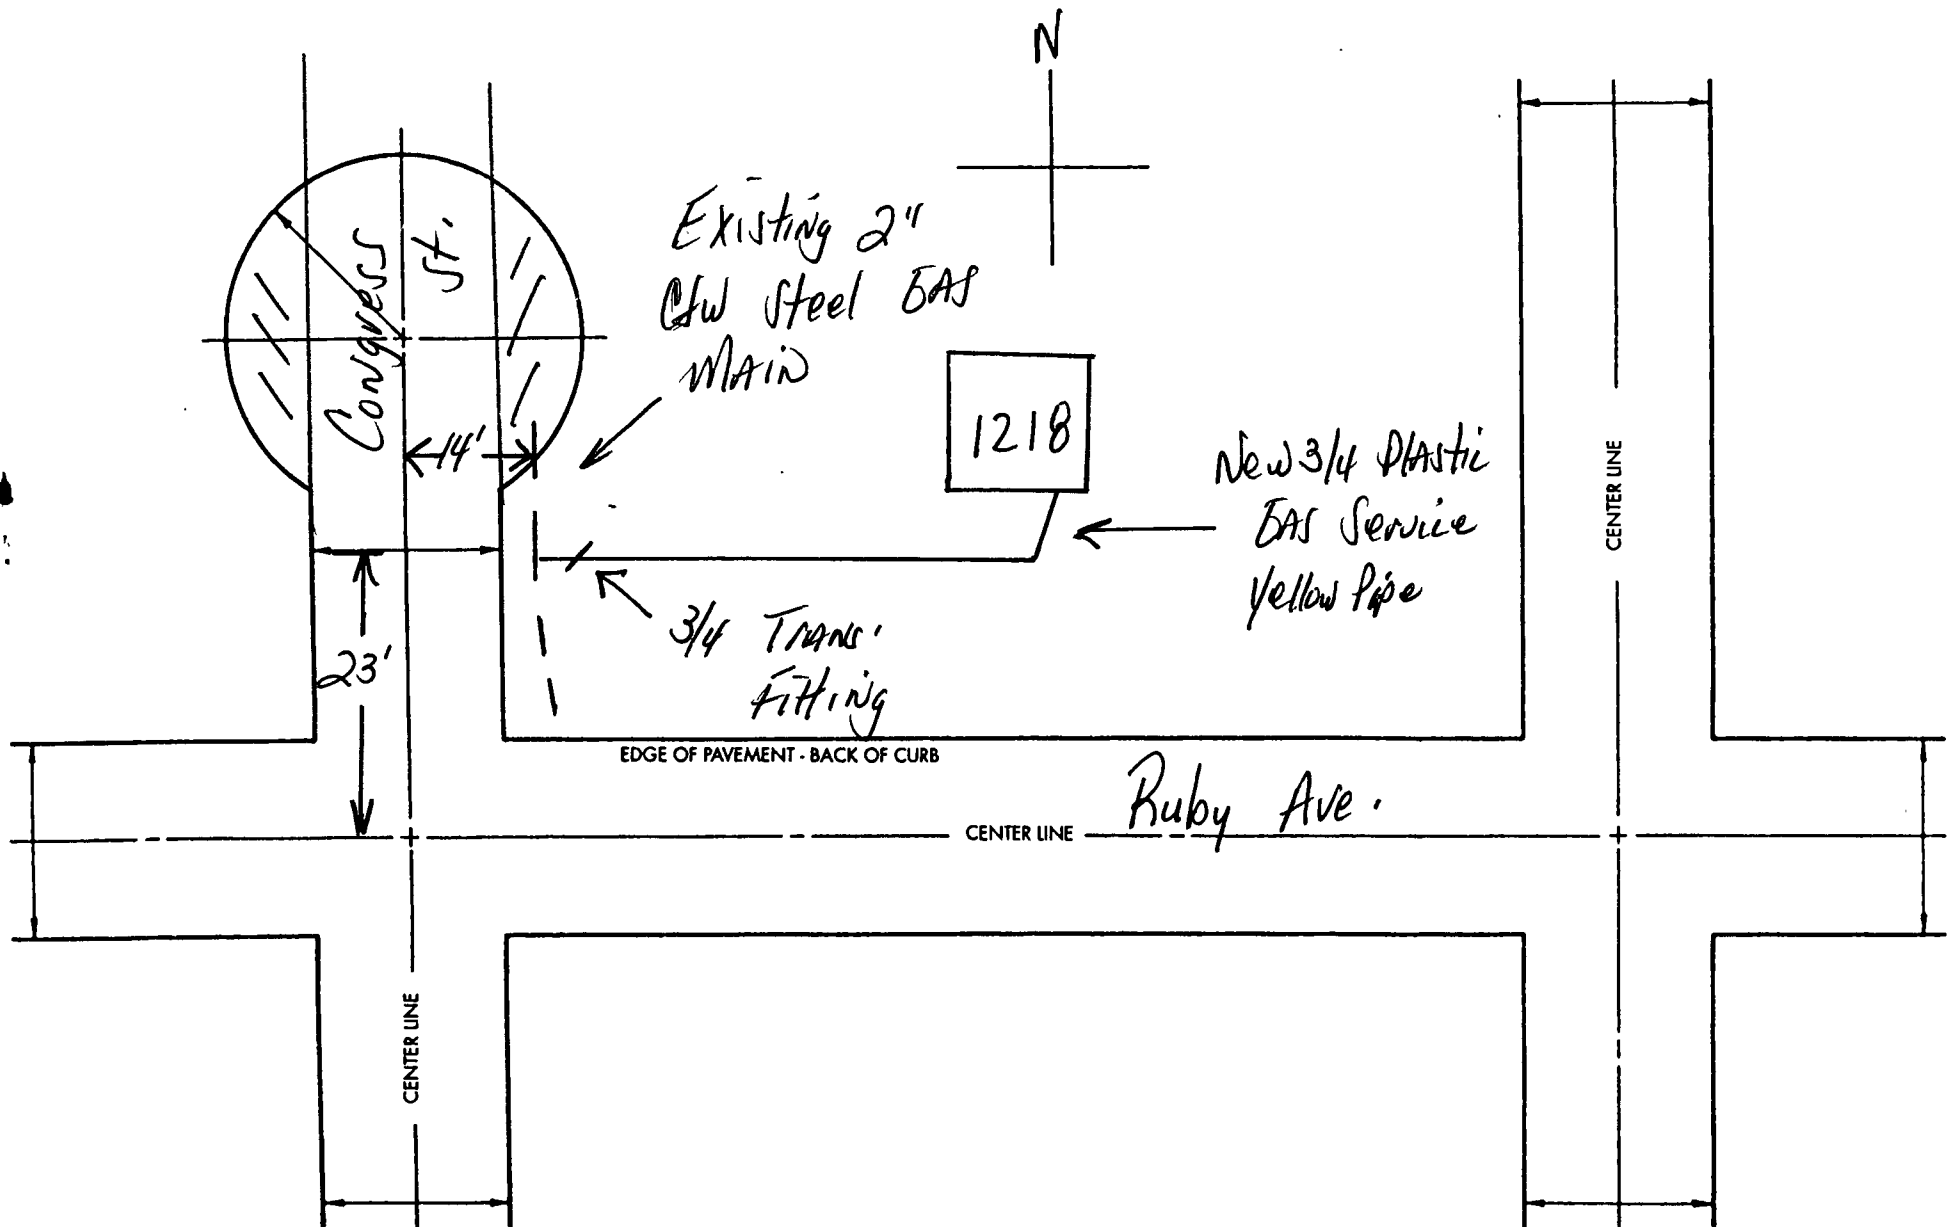 N
Congress
St.
Existing 2"
C&W Steel GAS
MAIN
14'
1218
New 3/4 Plastic
GAS Service
Yellow Pipe
CENTER LINE
3/4 TRANS.
Fitting
23'
EDGE OF PAVEMENT - BACK OF CURB
Ruby Ave.
CENTER LINE
CENTER LINE